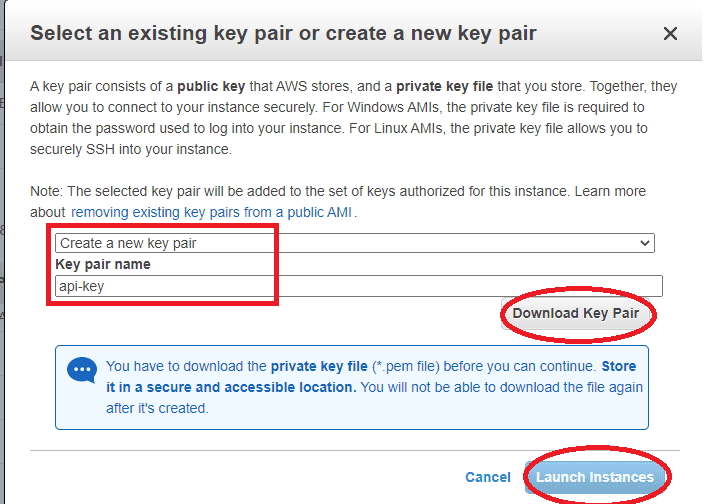 Select an existing key pair or create a new key pair
A key pair consists of a public key that AWS stores, and a private key file that you store. Together, they
allow you to connect to your instance securely. For Windows AMIs, the private key file is required to
obtain the password used to log into your instance. For Linux AMIs, the private key file allows you to
securely SSH into your instance.
Note: The selected key pair will be added to the set of keys authorized for this instance. Learn more
about removing existing key pairs from a public AMI.
Create a new key pair
Key pair name
api-key
Download Key Pair
You have to download the private key file (*.pem file) before you can continue. Store
it in a secure and accessible location. You will not be able to download the file again
after it's created.
Cancel Launch Instances